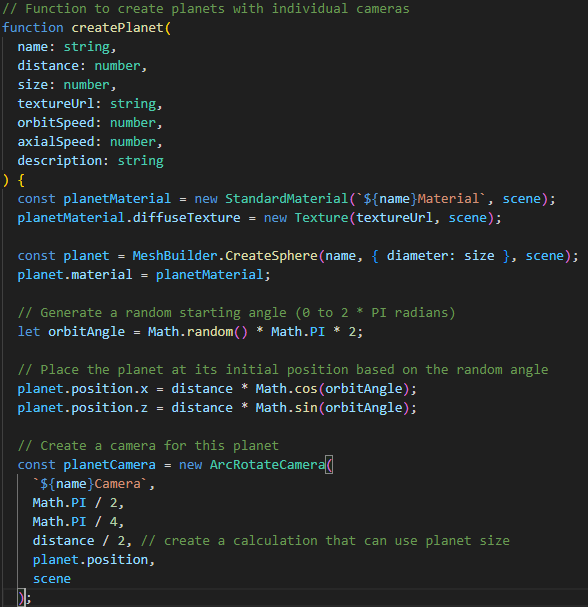 // Function to create planets with individual cameras
function createPlanet(
  name: string,
  distance: number,
  size: number,
  textureUrl: string,
  orbitSpeed: number,
  axialSpeed: number,
  description: string
) {
  const planetMaterial = new StandardMaterial(`${name}Material`, scene);
  planetMaterial.diffuseTexture = new Texture(textureUrl, scene);

  const planet = MeshBuilder.CreateSphere(name, { diameter: size }, scene);
  planet.material = planetMaterial;

  // Generate a random starting angle (0 to 2 * PI radians)
  let orbitAngle = Math.random() * Math.PI * 2;

  // Place the planet at its initial position based on the random angle
  planet.position.x = distance * Math.cos(orbitAngle);
  planet.position.z = distance * Math.sin(orbitAngle);

  // Create a camera for this planet
  const planetCamera = new ArcRotateCamera(
    `${name}Camera`,
    Math.PI / 2,
    Math.PI / 4,
    distance / 2, // create a calculation that can use planet size
    planet.position,
    scene
  );